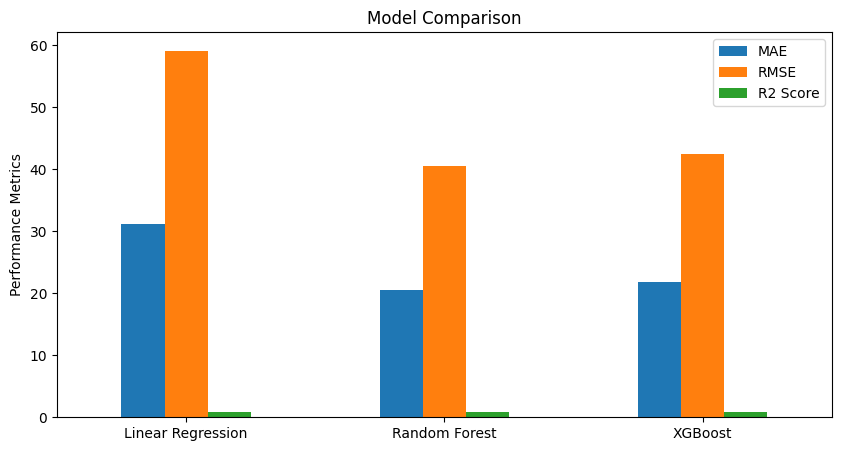 Model Comparison
MAE
RMSE
R2 Score
Performance Metrics
60
50
40
30
20
10
0
Linear Regression
Random Forest
XGBoost